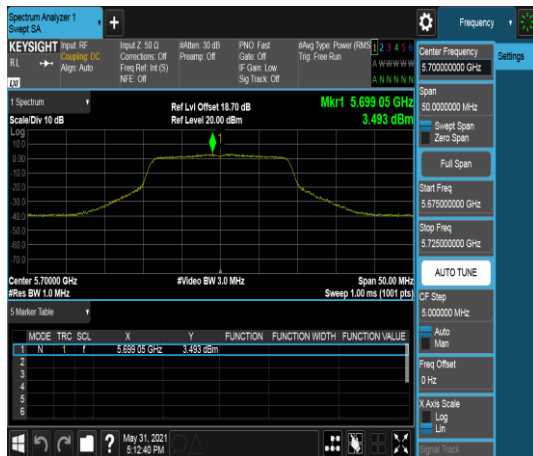 Spectrum Analyzer 1
Swept SA
Frequency
KEYSIGHT Input: RF
RL
Coupling: DC
Align: Auto
LXI
Input Z: 50 Ω
Corrections: Off
Freq Ref: Int (S)
NFE: Off
#Atten: 30 dB
Preamp: Off
PNO: Fast
Gate: Off
IF Gain: Low
Sig Track: Off
#Avg Type: Power (RMS
Trig: Free Run
1 2 3 4 5 6
A W W W W W
A N N N N N
Center Frequency
5.700000000 GHz
Settings
Span
50.0000000 MHz
Swept Span
Zero Span
Full Span
Start Freq
5.675000000 GHz
Stop Freq
5.725000000 GHz
AUTO TUNE
CF Step
5.000000 MHz
Auto
Man
Freq Offset
0 Hz
X Axis Scale
Log
Lin
Signal Track
1 Spectrum
Scale/Div 10 dB
Ref Lvl Offset 18.70 dB
Ref Level 20.00 dBm
Mkr1 5.699 05 GHz
3.493 dBm
Log
10.0
0.00
-10.0
-20.0
-30.0
-40.0
-50.0
-60.0
-70.0
1
Center 5.70000 GHz
#Res BW 1.0 MHz
#Video BW 3.0 MHz
Span 50.00 MHz
Sweep 1.00 ms (1001 pts)
5 Marker Table
MODE TRC SCL X Y FUNCTION FUNCTION WIDTH FUNCTION VALUE
1 N 1 f 5.699 05 GHz 3.493 dBm
2
3
4
5
6
May 31, 2021
5:12:40 PM